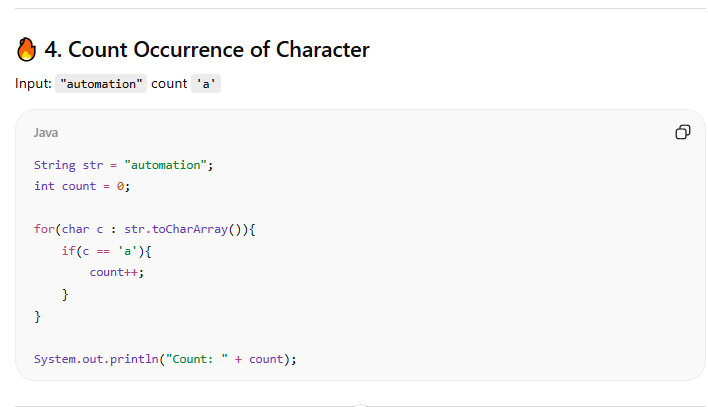 🔥 4. Count Occurrence of Character
Input: "automation" count 'a'
Java
String str = "automation";
int count = 0;
for(char c : str.toCharArray()){
    if(c == 'a'){
        count++;
    }
}
System.out.println("Count: " + count);